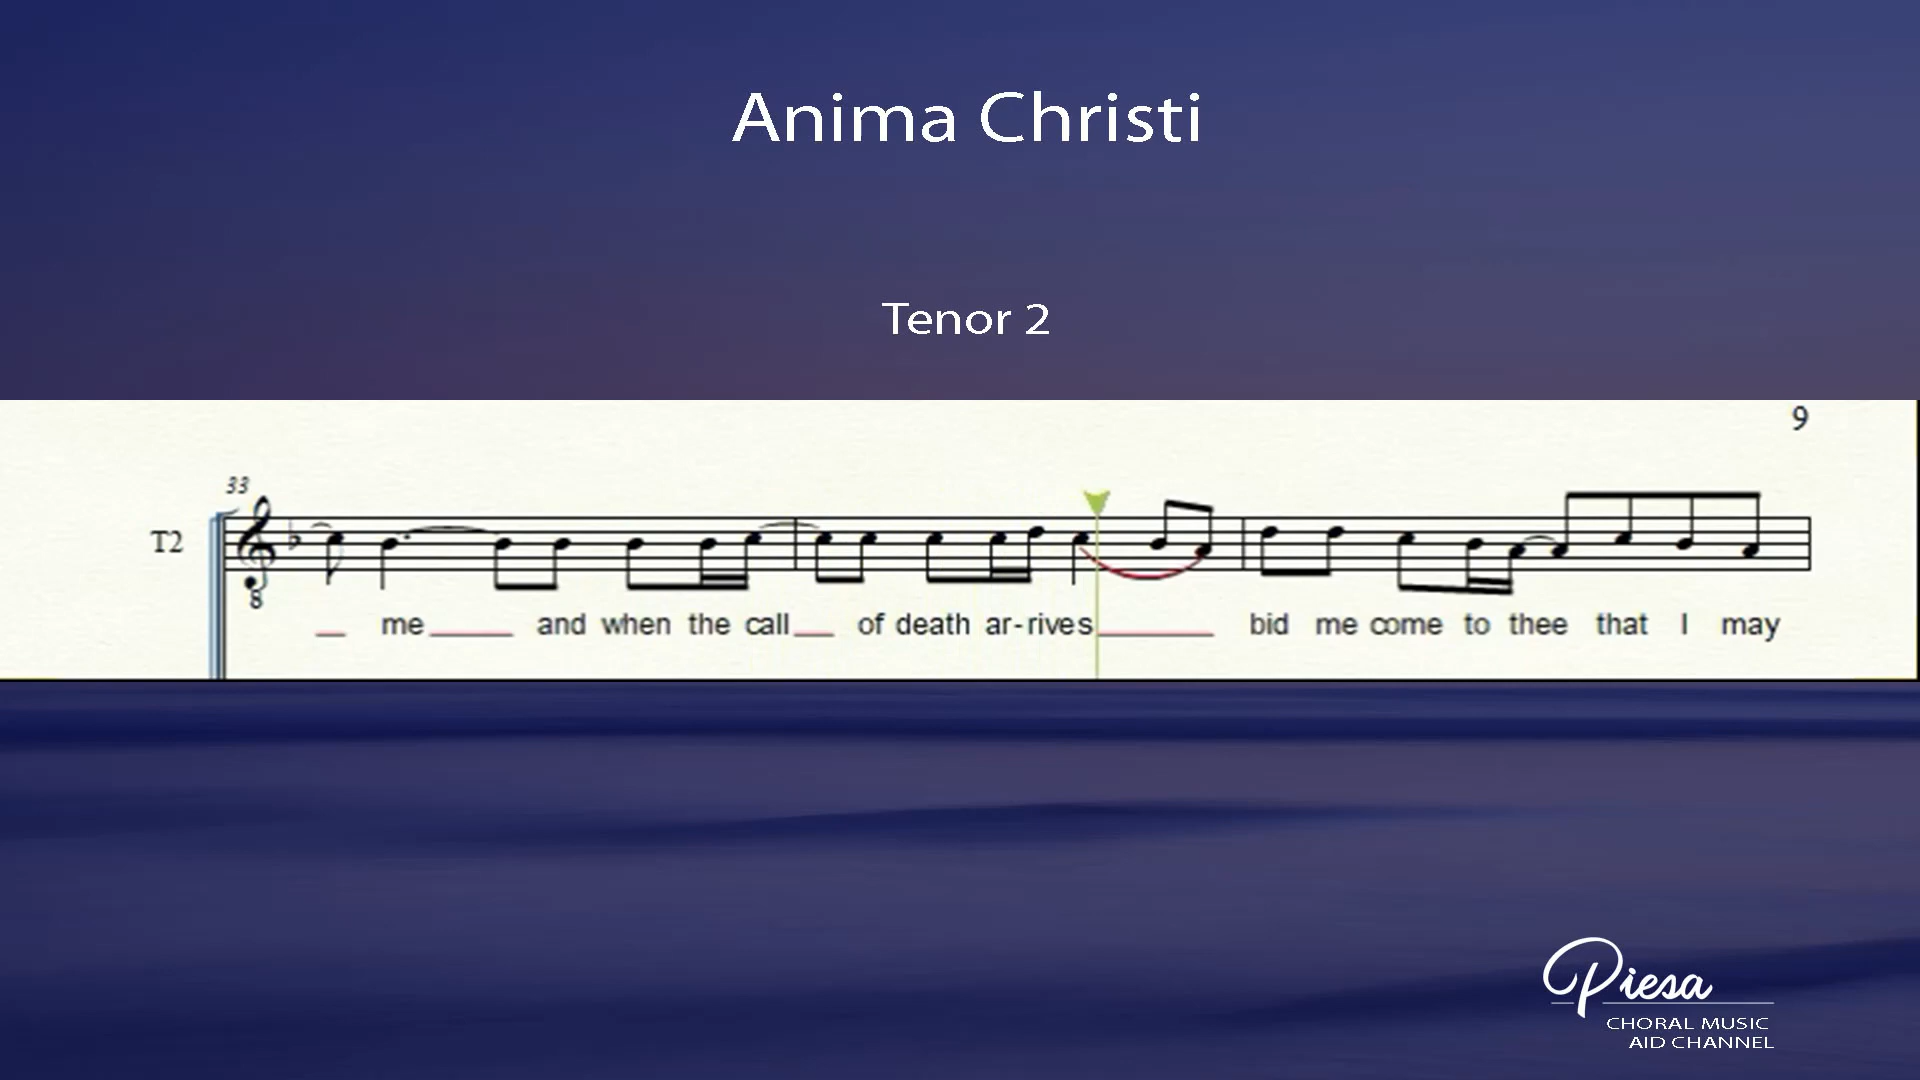 Anima Christi
Tenor 2
9
33
T2
8
me and when the call of death ar-rives bid me come to thee that I may
Piesa
CHORAL MUSIC
AID CHANNEL